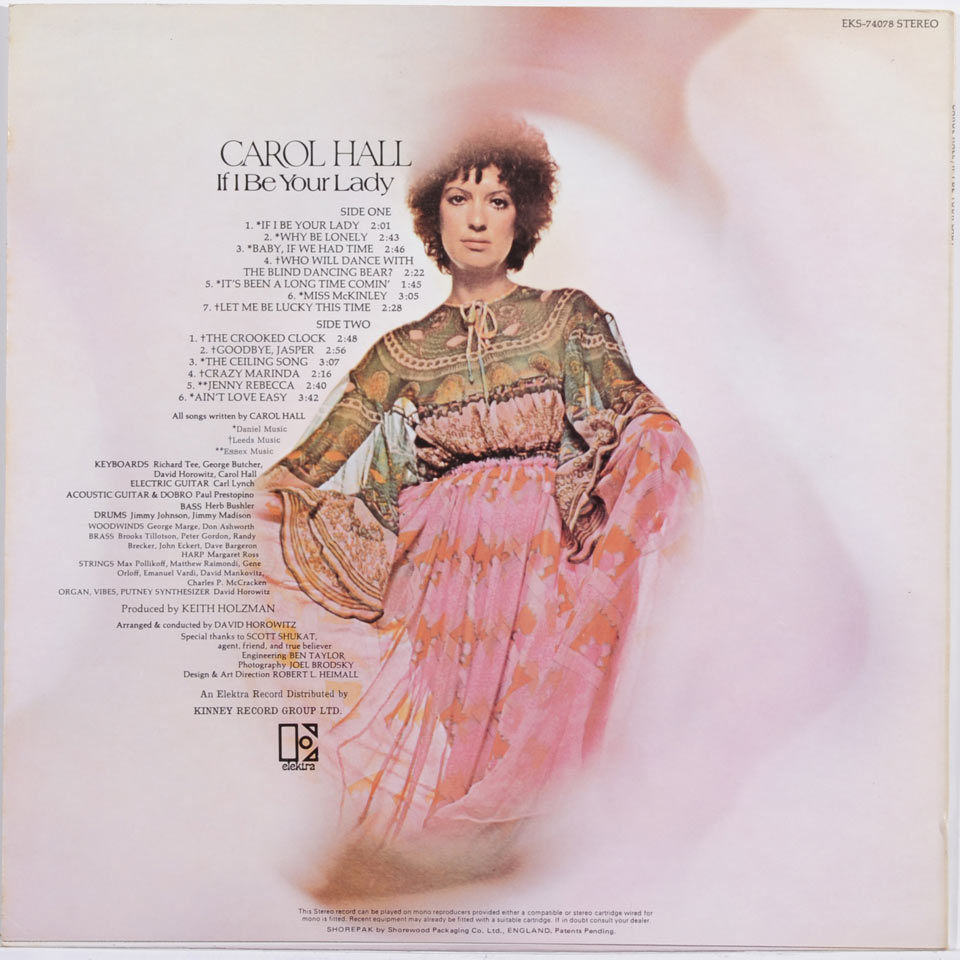 EKS-74078 STEREO
CAROL HALL
If I Be Your Lady
SIDE ONE
1. *IF I BE YOUR LADY 2:01
2. *WHY BE LONELY 2:43
3. *BABY, IF WE HAD TIME 2:46
4. †WHO WILL DANCE WITH
THE BLIND DANCING BEAR? 2:22
5. *IT'S BEEN A LONG TIME COMIN' 1:45
6. *MISS McKINLEY 3:05
7. †LET ME BE LUCKY THIS TIME 2:28
SIDE TWO
1. †THE CROOKED CLOCK 2:48
2. †GOODBYE, JASPER 2:56
3. *THE CEILING SONG 3:07
4. †CRAZY MARINDA 2:16
5. **JENNY REBECCA 2:40
6. *AIN'T LOVE EASY 3:42
All songs written by CAROL HALL
*Daniel Music
†Leeds Music
**Essex Music
KEYBOARDS Richard Tee, George Butcher,
David Horowitz, Carol Hall
ELECTRIC GUITAR Carl Lynch
ACOUSTIC GUITAR & DOBRO Paul Prestopino
BASS Herb Bushler
DRUMS Jimmy Johnson, Jimmy Madison
WOODWINDS George Marge, Don Ashworth
BRASS Brooks Tillotson, Peter Gordon, Randy
Brecker, John Eckert, Dave Bargeron
HARP Margaret Ross
STRINGS Max Pollikoff, Matthew Raimondi, Gene
Orloff, Emanuel Vardi, David Mankovitz,
Charles P. McCracken
ORGAN, VIBES, PUTNEY SYNTHESIZER David Horowitz
Produced by KEITH HOLZMAN
Arranged & conducted by DAVID HOROWITZ
Special thanks to SCOTT SHUKAT,
agent, friend, and true believer
Engineering BEN TAYLOR
Photography JOEL BRODSKY
Design & Art Direction ROBERT L. HEIMALL
An Elektra Record Distributed by
KINNEY RECORD GROUP LTD.
elektra
This Stereo record can be played on mono reproducers provided either a compatible or stereo cartridge wired for
mono is fitted. Recent equipment may already be fitted with a suitable cartridge. If in doubt consult your dealer.
SHOREPAK by Shorewood Packaging Co. Ltd., ENGLAND. Patents Pending.